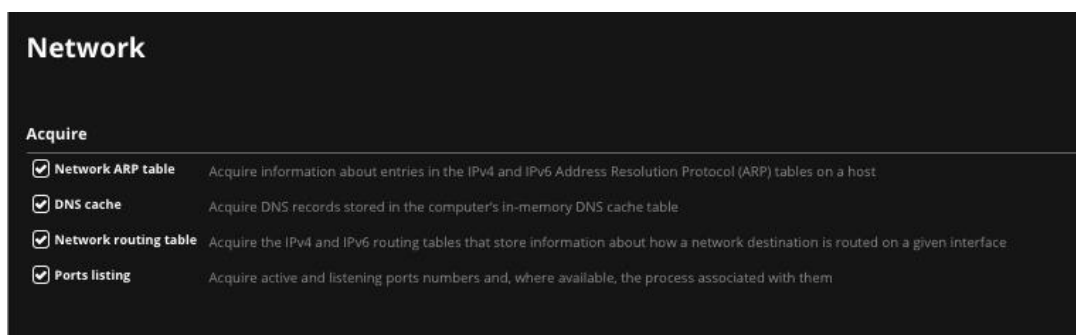 Network
Acquire
Network ARP table Acquire information about entries in the IPv4 and IPv6 Address Resolution Protocol (ARP) tables on a host
DNS cache Acquire DNS records stored in the computer's in-memory DNS cache table
Network routing table Acquire the IPv4 and IPv6 routing tables that store information about how a network destination is routed on a given interface
Ports listing Acquire active and listening ports numbers and, where available, the process associated with them